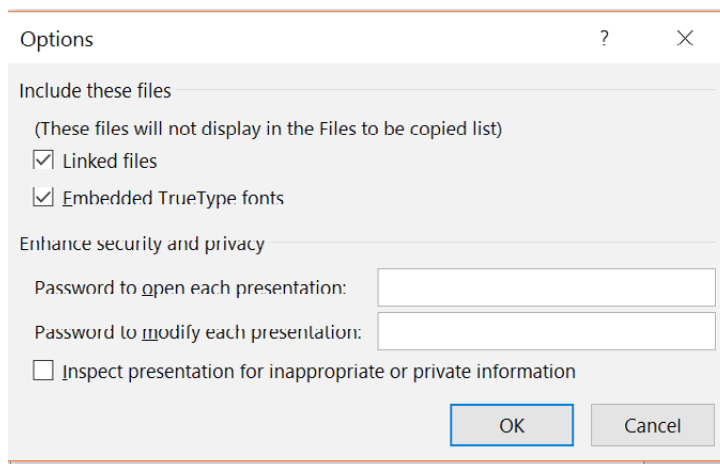 Options
?
Include these files
(These files will not display in the Files to be copied list)
Linked files
Embedded TrueType fonts
Enhance security and privacy
Password to open each presentation:
Password to modify each presentation:
Inspect presentation for inappropriate or private information
OK Cancel